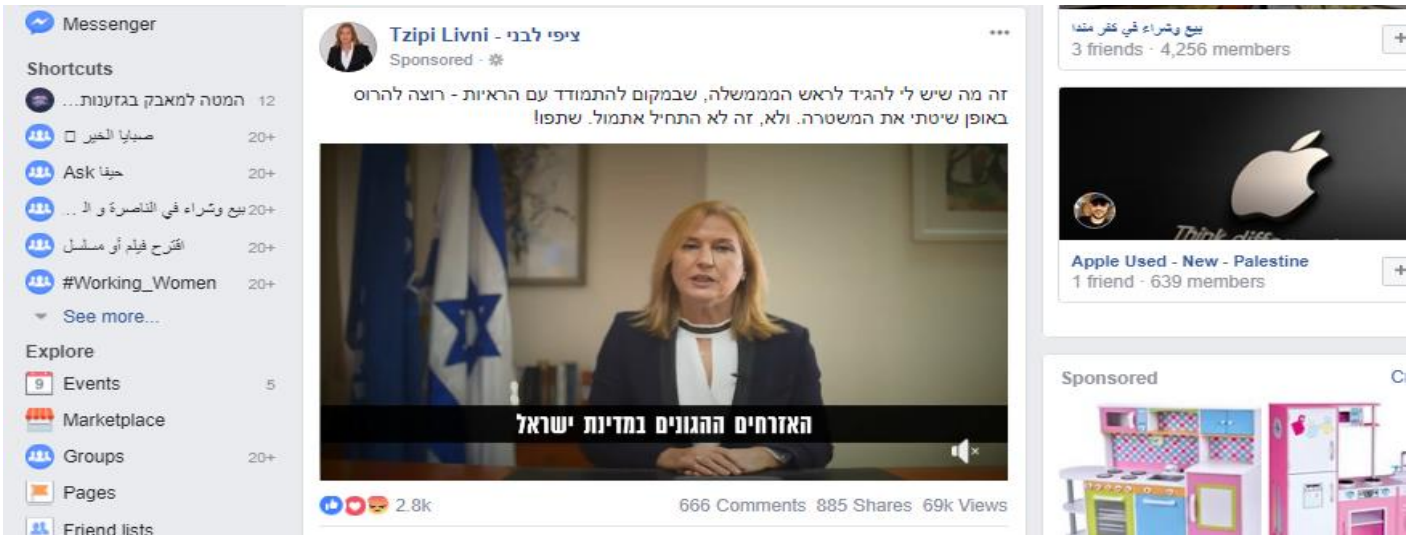 Messenger
Shortcuts
המטה למאבק בגזענות... 12
صبايا الخير 20+
Ask حيفا 20+
بيع وشراء في الناصرة و ال ... 20+
اقترح فيلم أو مسلسل 20+
#Working_Women 20+
See more...
Explore
9 Events 5
Marketplace
Groups 20+
Pages
Friend lists
Tzipi Livni - ציפי לבני
Sponsored ·
זה מה שיש לי להגיד לראש המממשלה, שבמקום להתמודד עם הראיות - רוצה להרוס
באופן שיטתי את המשטרה. ולא, זה לא התחיל אתמול. שתפו!
האזרחים ההגונים במדינת ישראל
2.8k 666 Comments 885 Shares 69k Views
بيع وشراء في كفر مندا
3 friends · 4,256 members
Think
Apple Used - New - Palestine
1 friend · 639 members
Sponsored